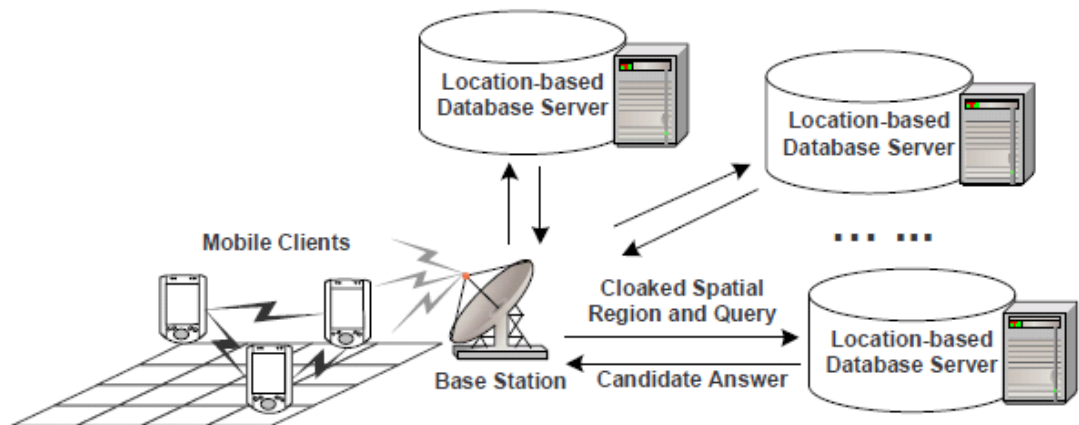 Location-based
Database Server
Location-based
Database Server
Mobile Clients
... ...
Cloaked Spatial
Region and Query
Location-based
Database Server
Base Station
Candidate Answer